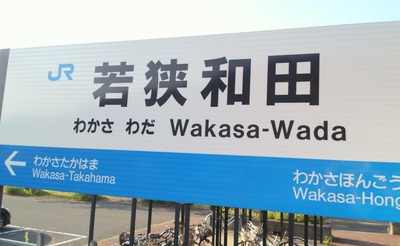 JR 若狭和田
わかさ わだ Wakasa-Wada
わかさたかはま
Wakasa-Takahama
わかさほんごう
Wakasa-Hong